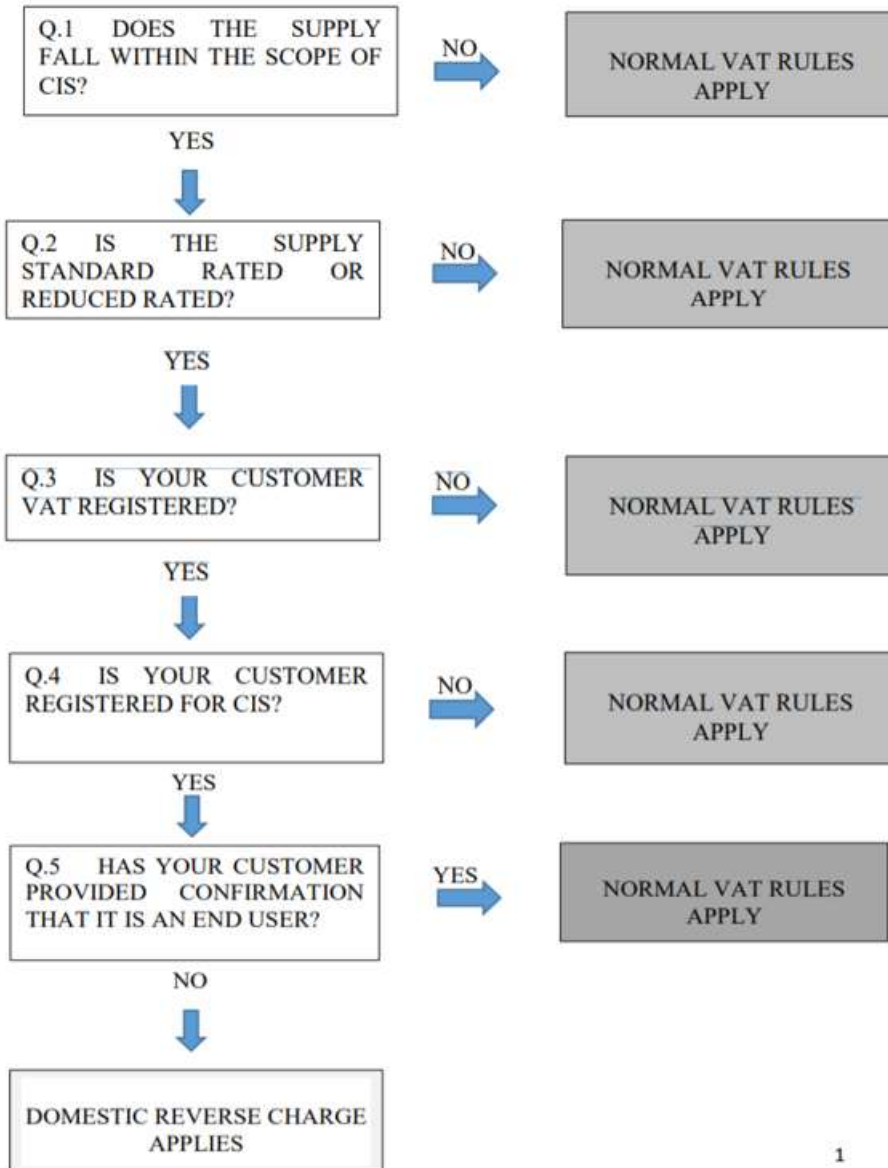 Q.1 DOES THE SUPPLY
FALL WITHIN THE SCOPE OF
CIS?
NO
NORMAL VAT RULES
APPLY
YES
Q.2 IS THE SUPPLY
STANDARD RATED OR
REDUCED RATED?
NO
NORMAL VAT RULES
APPLY
YES
Q.3 IS YOUR CUSTOMER
VAT REGISTERED?
NO
NORMAL VAT RULES
APPLY
YES
Q.4 IS YOUR CUSTOMER
REGISTERED FOR CIS?
NO
NORMAL VAT RULES
APPLY
YES
Q.5 HAS YOUR CUSTOMER
PROVIDED CONFIRMATION
THAT IT IS AN END USER?
YES
NORMAL VAT RULES
APPLY
NO
DOMESTIC REVERSE CHARGE
APPLIES
1